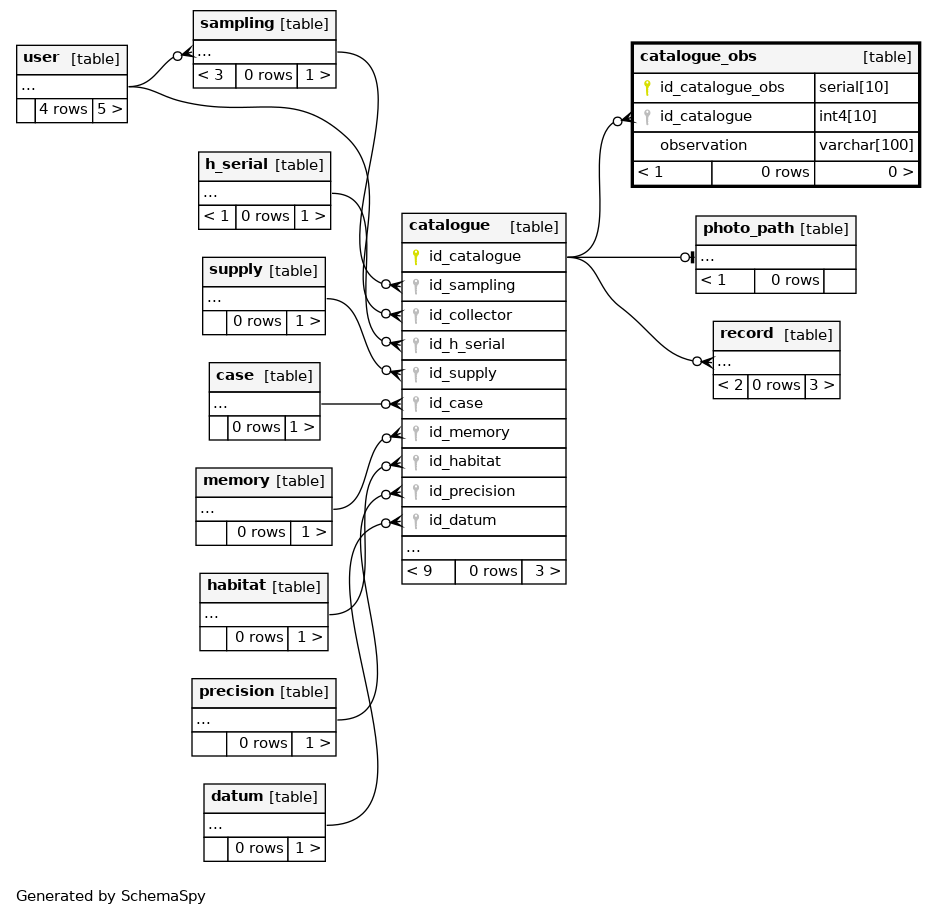 user [table]
...
4 rows 5 >
sampling [table]
...
< 3 0 rows 1 >
h_serial [table]
...
< 1 0 rows 1 >
supply [table]
...
0 rows 1 >
case [table]
...
0 rows 1 >
memory [table]
...
0 rows 1 >
habitat [table]
...
0 rows 1 >
precision [table]
...
0 rows 1 >
datum [table]
...
0 rows 1 >
catalogue [table]
id_catalogue
id_sampling
id_collector
id_h_serial
id_supply
id_case
id_memory
id_habitat
id_precision
id_datum
...
< 9 0 rows 3 >
catalogue_obs [table]
id_catalogue_obs serial[10]
id_catalogue int4[10]
observation varchar[100]
< 1 0 rows 0 >
photo_path [table]
...
< 1 0 rows
record [table]
...
< 2 0 rows 3 >
Generated by SchemaSpy